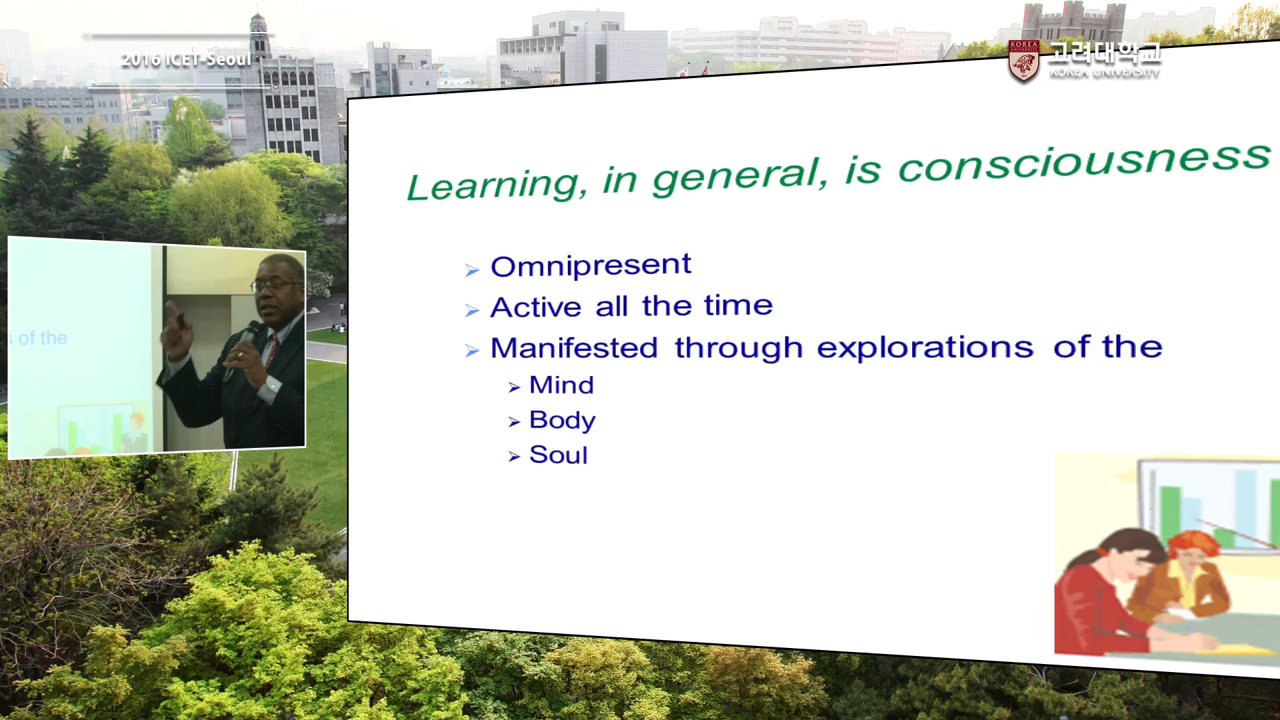 2016 ICET-Seoul
고려대학교
KOREA UNIVERSITY
KOREA
Learning, in general, is consciousness
Omnipresent
Active all the time
Manifested through explorations of the
Mind
Body
Soul
of the